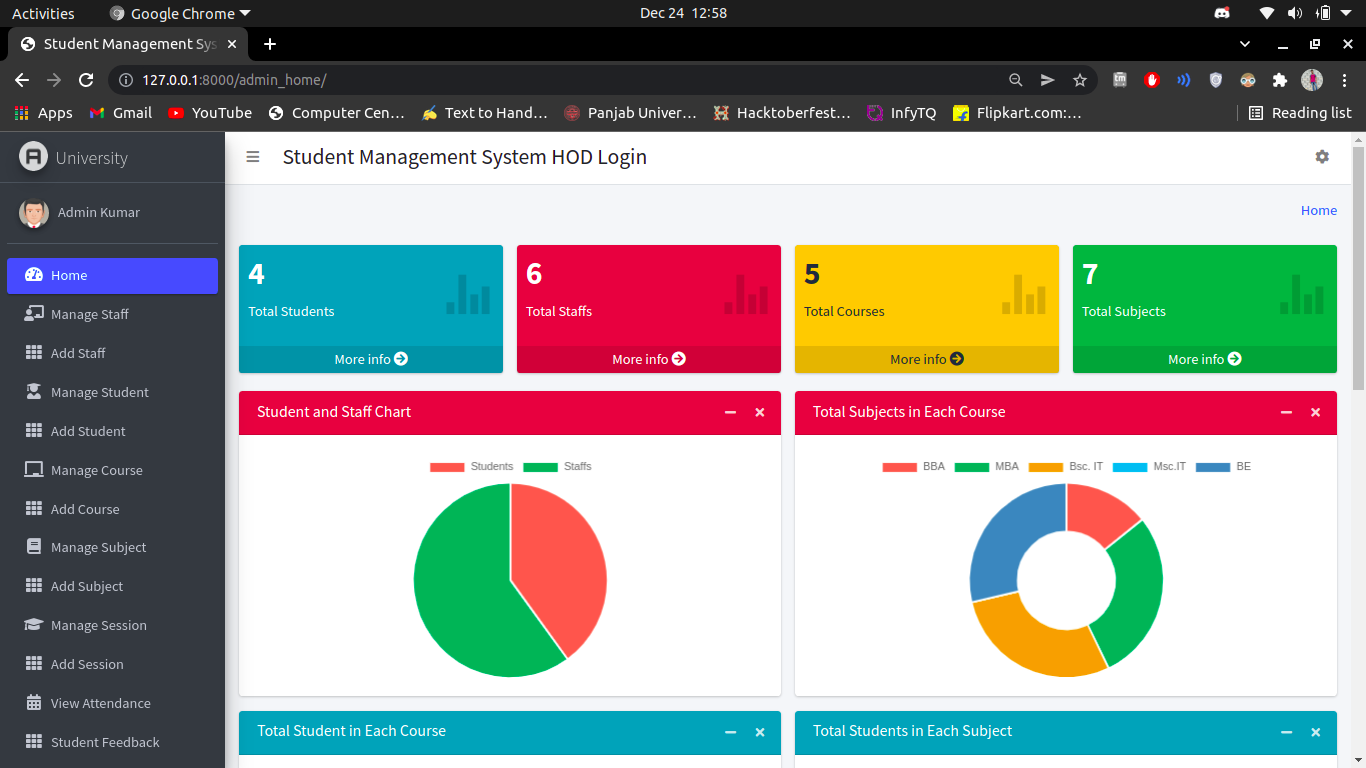 Activities Google Chrome Dec 24 12:58
Student Management Sys
127.0.0.1:8000/admin_home/
Apps Gmail YouTube Computer Cen... Text to Hand... Panjab Univer... Hacktoberfest... InfyTQ Flipkart.com:... Reading list
University
Student Management System HOD Login
Admin Kumar
Home
Home
Manage Staff
Add Staff
Manage Student
Add Student
Manage Course
Add Course
Manage Subject
Add Subject
Manage Session
Add Session
View Attendance
Student Feedback
4
Total Students
More info
6
Total Staffs
More info
5
Total Courses
More info
7
Total Subjects
More info
Student and Staff Chart
Students Staffs
Total Subjects in Each Course
BBA MBA Bsc. IT Msc.IT BE
Total Student in Each Course
Total Students in Each Subject